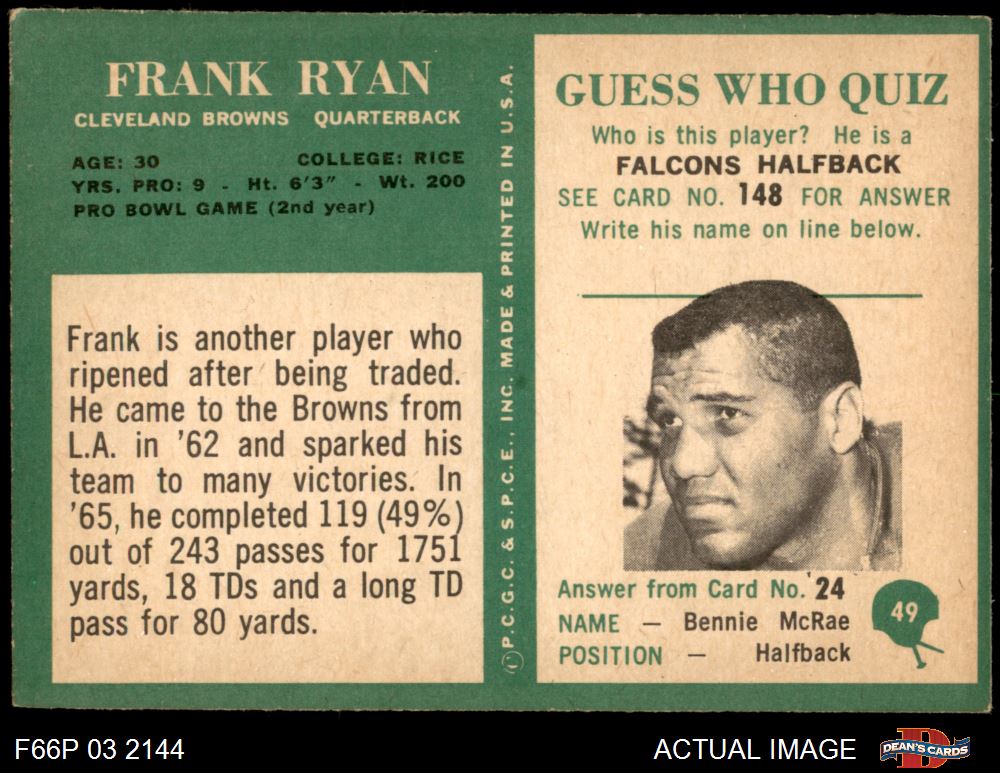 FRANK RYAN
CLEVELAND BROWNS QUARTERBACK
AGE: 30 COLLEGE: RICE
YRS. PRO: 9 - Ht. 6'3" - Wt. 200
PRO BOWL GAME (2nd year)
Frank is another player who
ripened after being traded.
He came to the Browns from
L.A. in '62 and sparked his
team to many victories. In
'65, he completed 119 (49%)
out of 243 passes for 1751
yards, 18 TDs and a long TD
pass for 80 yards.
P.C.G.C. & S.P.C.E., INC. MADE & PRINTED IN U.S.A.
GUESS WHO QUIZ
Who is this player? He is a
FALCONS HALFBACK
SEE CARD NO. 148 FOR ANSWER
Write his name on line below.
Answer from Card No. 24
NAME — Bennie McRae
POSITION — Halfback
49
F66P 03 2144
ACTUAL IMAGE
DEAN'S CARDS